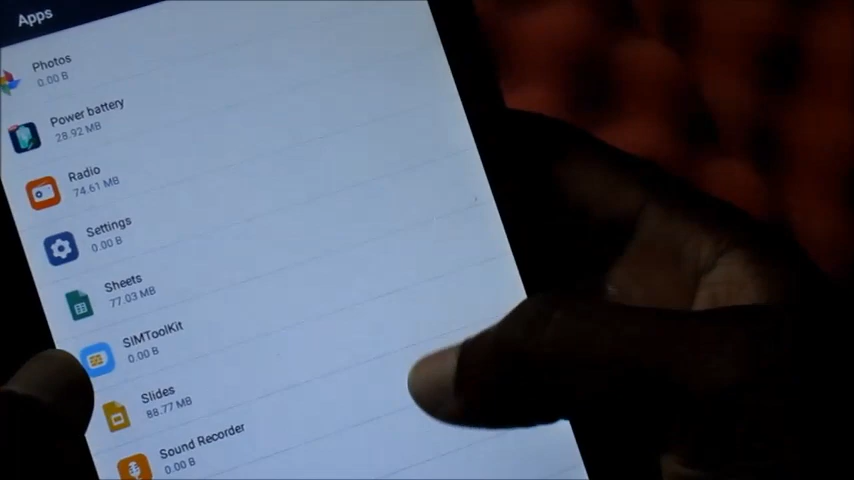 Apps
Photos
0.00 B
Power battery
28.92 MB
Radio
74.61 MB
Settings
0.00 B
Sheets
77.03 MB
SIMToolKit
0.00 B
Slides
88.77 MB
Sound Recorder
0.00 B